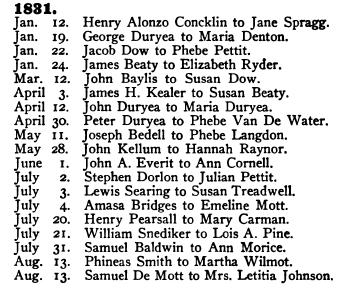 1831.
Jan. 12. Henry Alonzo Concklin to Jane Spragg.
Jan. 19. George Duryea to Maria Denton.
Jan. 22. Jacob Dow to Phebe Pettit.
Jan. 24. James Beaty to Elizabeth Ryder.
Mar. 12. John Baylis to Susan Dow.
April 3. James H. Kealer to Susan Beaty.
April 12. John Duryea to Maria Duryea.
April 30. Peter Duryea to Phebe Van De Water.
May 11. Joseph Bedell to Phebe Langdon.
May 28. John Kellum to Hannah Raynor.
June 1. John A. Everit to Ann Cornell.
July 2. Stephen Dorlon to Julian Pettit.
July 3. Lewis Searing to Susan Treadwell.
July 4. Amasa Bridges to Emeline Mott.
July 20. Henry Pearsall to Mary Carman.
July 21. William Snediker to Lois A. Pine.
July 31. Samuel Baldwin to Ann Morice.
Aug. 13. Phineas Smith to Martha Wilmot.
Aug. 13. Samuel De Mott to Mrs. Letitia Johnson.